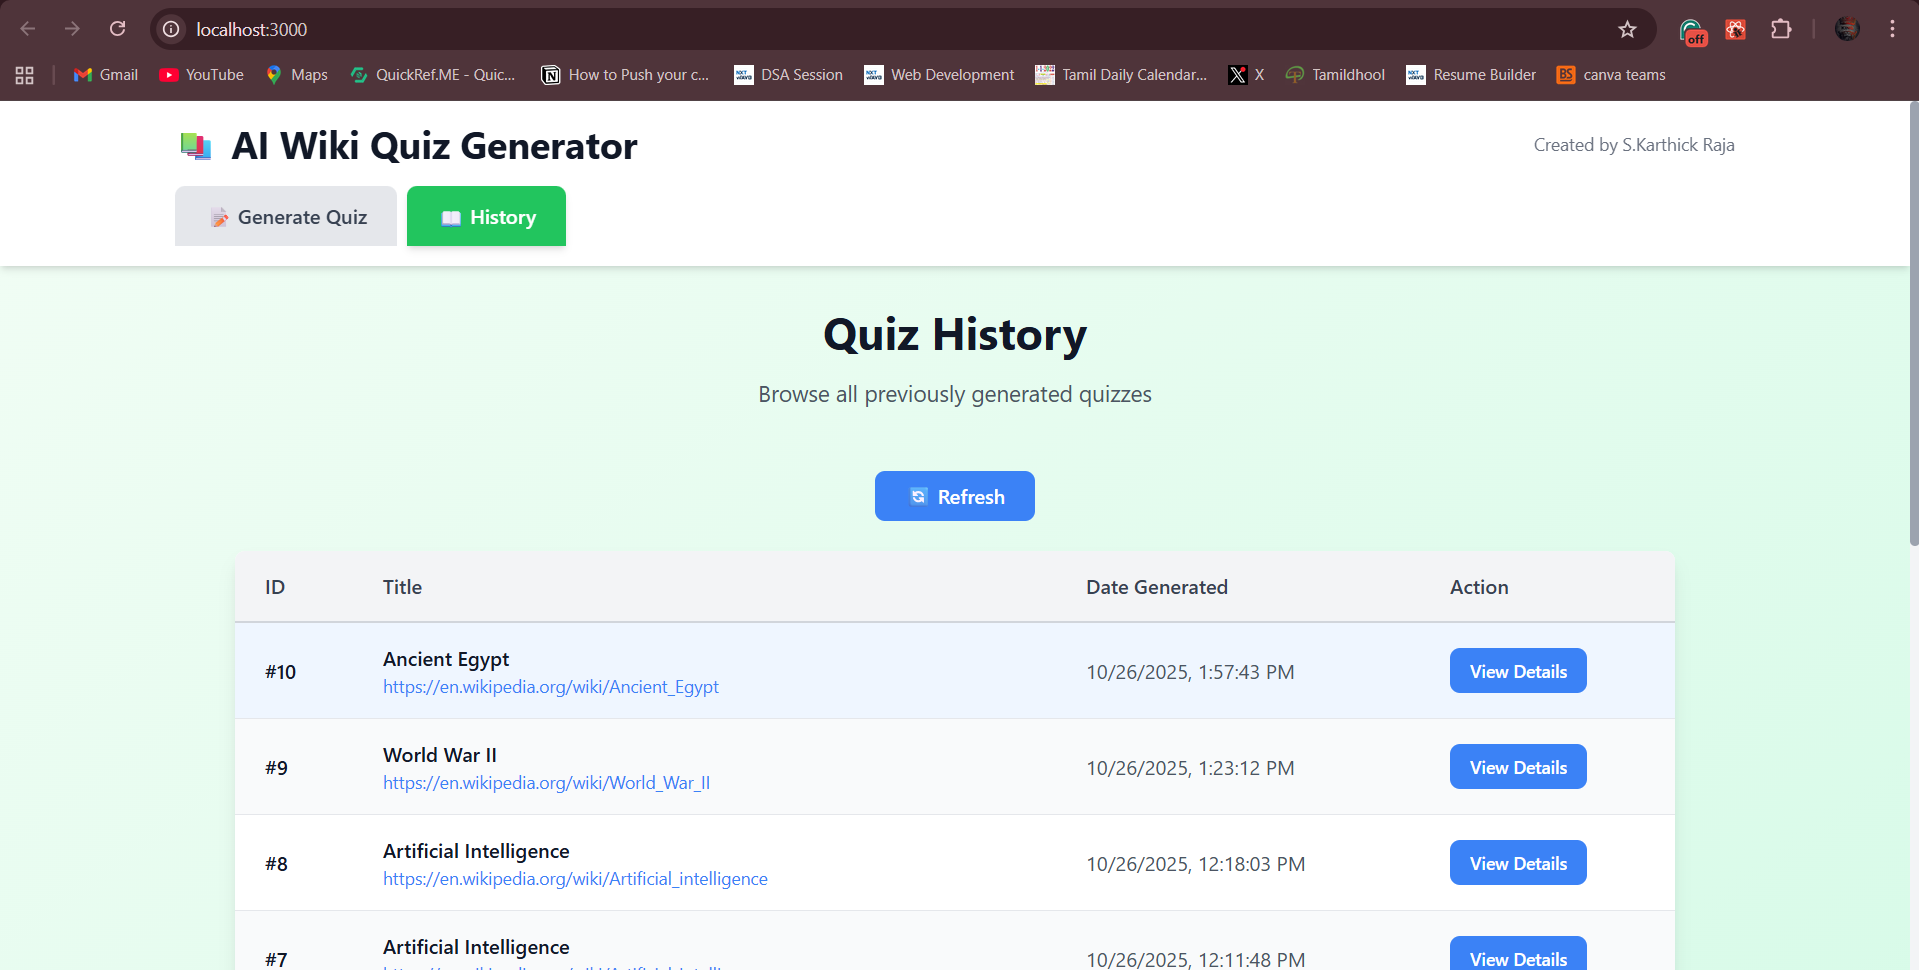 localhost:3000
off
Gmail YouTube Maps QuickRef.ME - Quic... How to Push your c... DSA Session Web Development Tamil Daily Calendar... X Tamildhool Resume Builder canva teams
AI Wiki Quiz Generator
Created by S.Karthick Raja
Generate Quiz History
Quiz History
Browse all previously generated quizzes
Refresh
ID Title Date Generated Action
#10 Ancient Egypt 10/26/2025, 1:57:43 PM View Details
https://en.wikipedia.org/wiki/Ancient_Egypt
#9 World War II 10/26/2025, 1:23:12 PM View Details
https://en.wikipedia.org/wiki/World_War_II
#8 Artificial Intelligence 10/26/2025, 12:18:03 PM View Details
https://en.wikipedia.org/wiki/Artificial_intelligence
#7 Artificial Intelligence 10/26/2025, 12:11:48 PM View Details